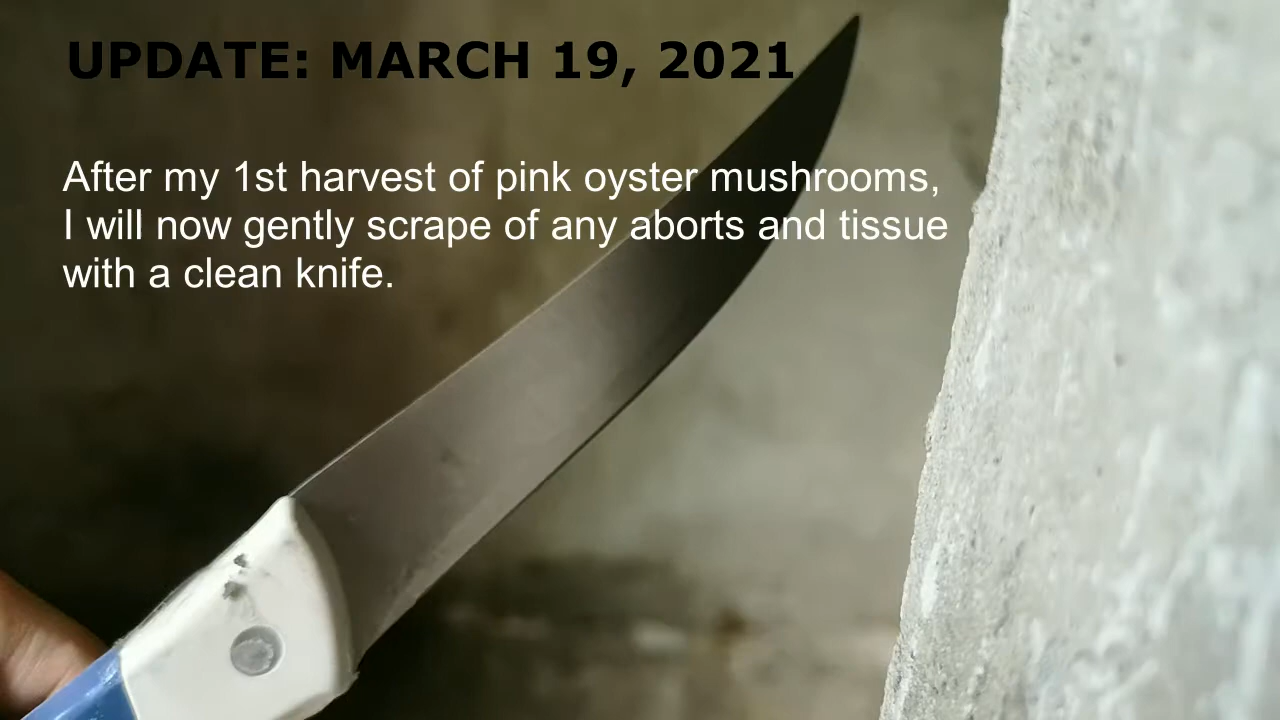 UPDATE: MARCH 19, 2021
After my 1st harvest of pink oyster mushrooms,
I will now gently scrape of any aborts and tissue
with a clean knife.